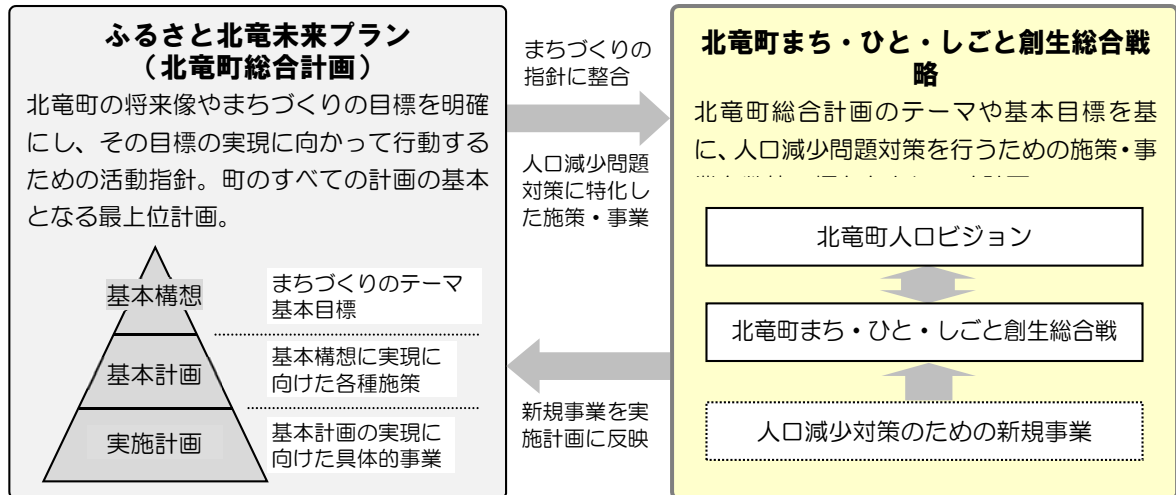 ふるさと北竜未来プラン
（北竜町総合計画）
北竜町の将来像やまちづくりの目標を明確
にし、その目標の実現に向かって行動する
ための活動指針。町のすべての計画の基本
となる最上位計画。
基本構想
まちづくりのテーマ
基本目標
基本計画
基本構想に実現に
向けた各種施策
実施計画
基本計画の実現に
向けた具体的事業
まちづくりの
指針に整合
人口減少問題
対策に特化し
た施策・事業
新規事業を実
施計画に反映
北竜町まち・ひと・しごと創生総合戦
略
北竜町総合計画のテーマや基本目標を基
に、人口減少問題対策を行うための施策・事
北竜町人口ビジョン
北竜町まち・ひと・しごと創生総合戦
人口減少対策のための新規事業